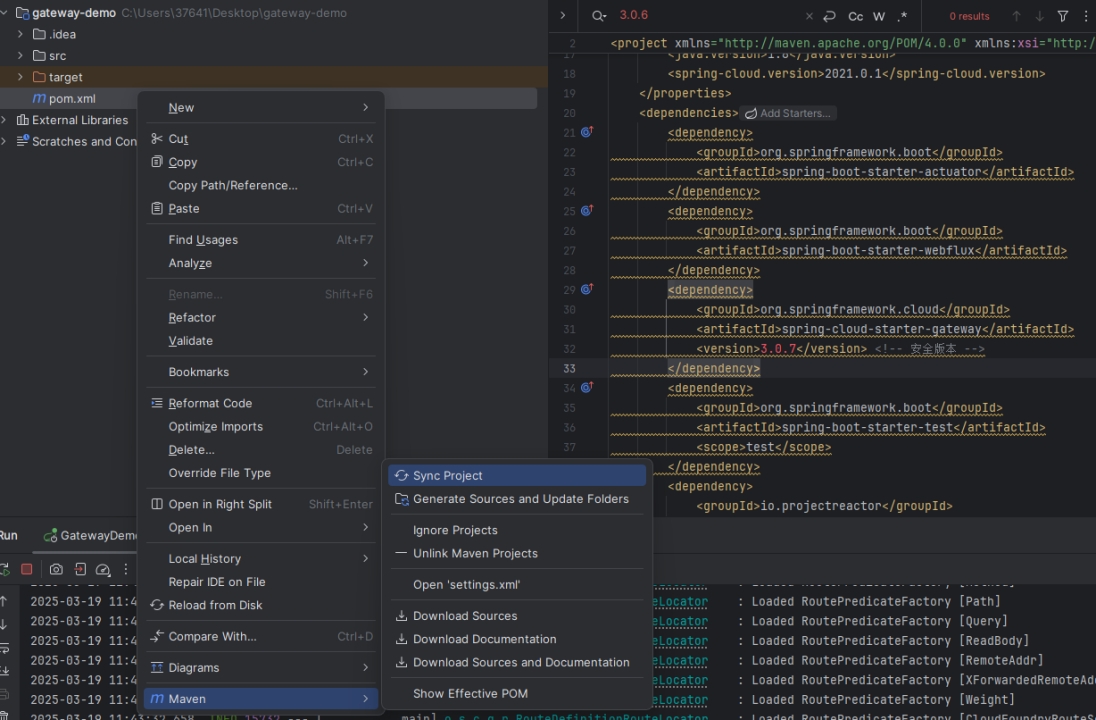 gateway-demo C:\Users\37641\Desktop\gateway-demo
.idea
src
target
pom.xml
External Libraries
Scratches and Con
New
Cut Ctrl+X
Copy Ctrl+C
Copy Path/Reference...
Paste Ctrl+V
Find Usages Alt+F7
Analyze
Rename... Shift+F6
Refactor
Validate
Bookmarks
Reformat Code Ctrl+Alt+L
Optimize Imports Ctrl+Alt+O
Delete... Delete
Override File Type
Open in Right Split Shift+Enter
Open In
Local History
Repair IDE on File
Reload from Disk
Compare With... Ctrl+D
Diagrams
Maven
Sync Project
Generate Sources and Update Folders
Ignore Projects
Unlink Maven Projects
Open 'settings.xml'
Download Sources
Download Documentation
Download Sources and Documentation
Show Effective POM
3.0.6 Cc W .* 0 results
2 <project xmlns="http://maven.apache.org/POM/4.0.0" xmlns:xsi="http:/
17 <java.version>1.8</java.version>
18 <spring-cloud.version>2021.0.1</spring-cloud.version>
19 </properties>
20 <dependencies> Add Starters...
21 <dependency>
22 <groupId>org.springframework.boot</groupId>
23 <artifactId>spring-boot-starter-actuator</artifactId>
24 </dependency>
25 <dependency>
26 <groupId>org.springframework.boot</groupId>
27 <artifactId>spring-boot-starter-webflux</artifactId>
28 </dependency>
29 <dependency>
30 <groupId>org.springframework.cloud</groupId>
31 <artifactId>spring-cloud-starter-gateway</artifactId>
32 <version>3.0.7</version> <!-- 安全版本 -->
33 </dependency>
34 <dependency>
35 <groupId>org.springframework.boot</groupId>
36 <artifactId>spring-boot-starter-test</artifactId>
37 <scope>test</scope>
</dependency>
<dependency>
<groupId>io.projectreactor</groupId>
Run GatewayDem
2025-03-19 11:4 eLocator : Loaded RoutePredicateFactory [Path]
2025-03-19 11:4 eLocator : Loaded RoutePredicateFactory [Query]
2025-03-19 11:4 eLocator : Loaded RoutePredicateFactory [ReadBody]
2025-03-19 11:4 eLocator : Loaded RoutePredicateFactory [RemoteAddr]
2025-03-19 11:4 eLocator : Loaded RoutePredicateFactory [XForwardedRemoteAd
2025-03-19 11:4 eLocator : Loaded RoutePredicateFactory [Weight]